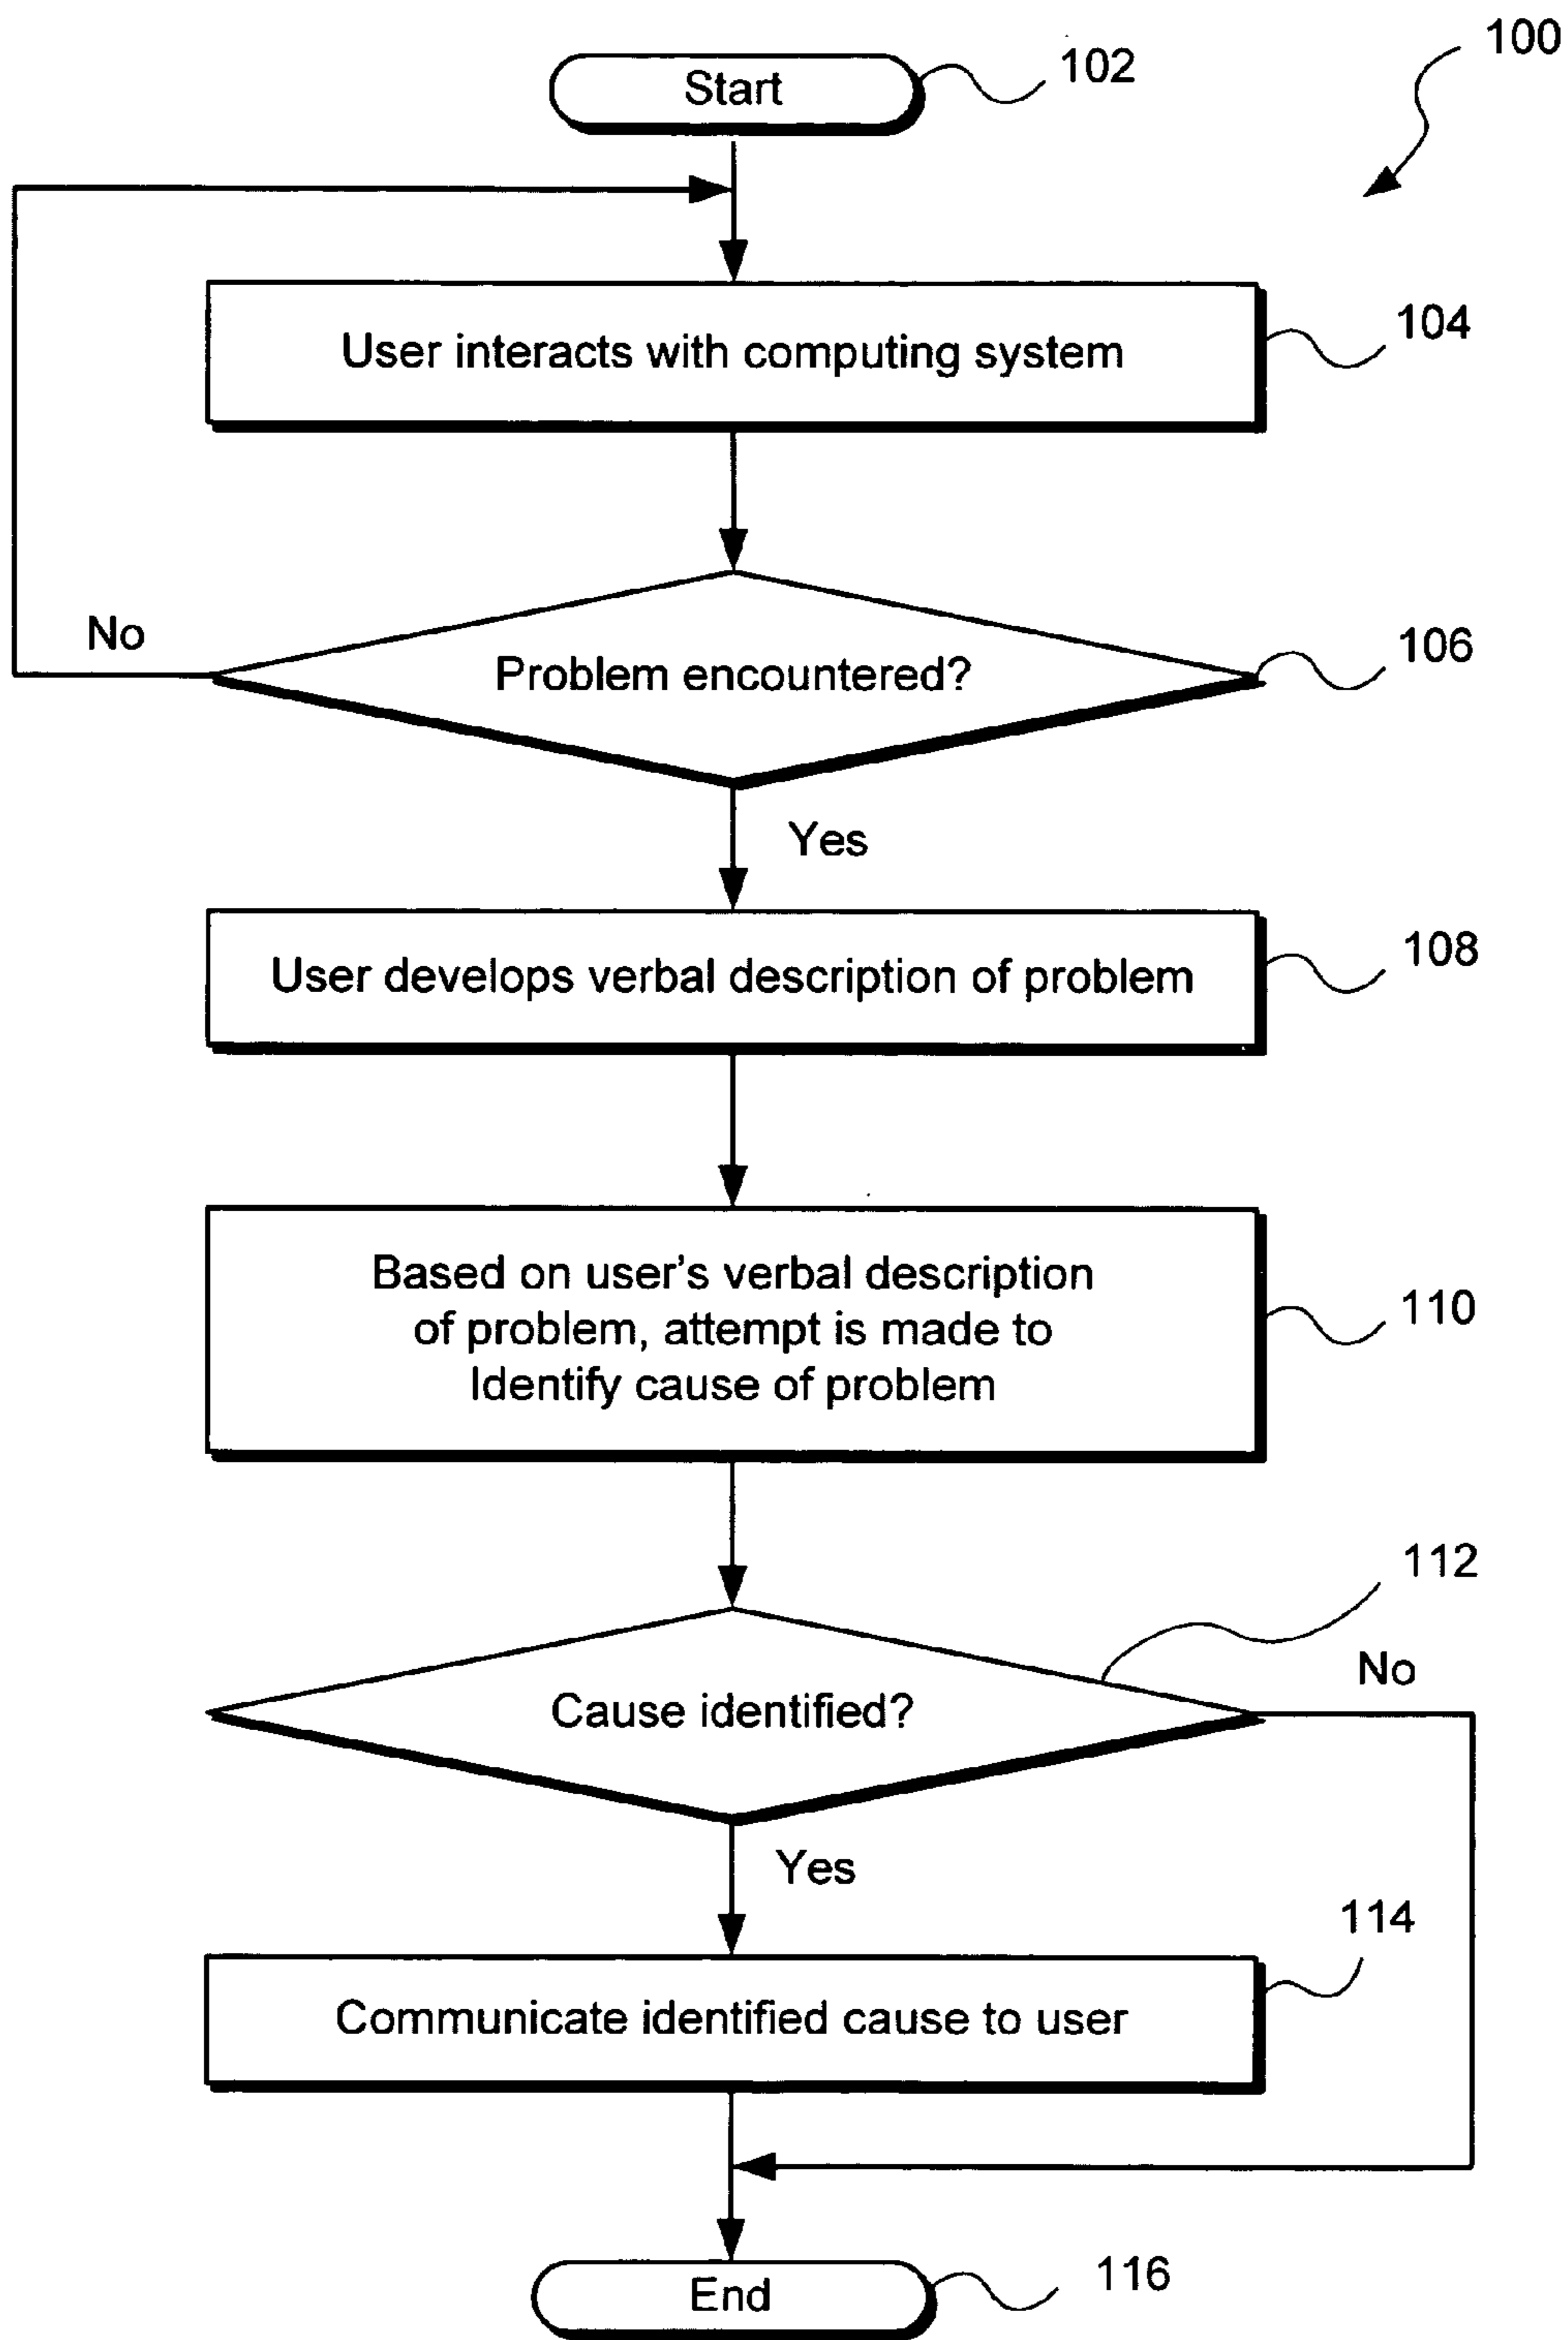 100
Start
102
User interacts with computing system
104
No
Problem encountered?
106
Yes
User develops verbal description of problem
108
Based on user's verbal description
of problem, attempt is made to
Identify cause of problem
110
112
No
Cause identified?
Yes
114
Communicate identified cause to user
End
116